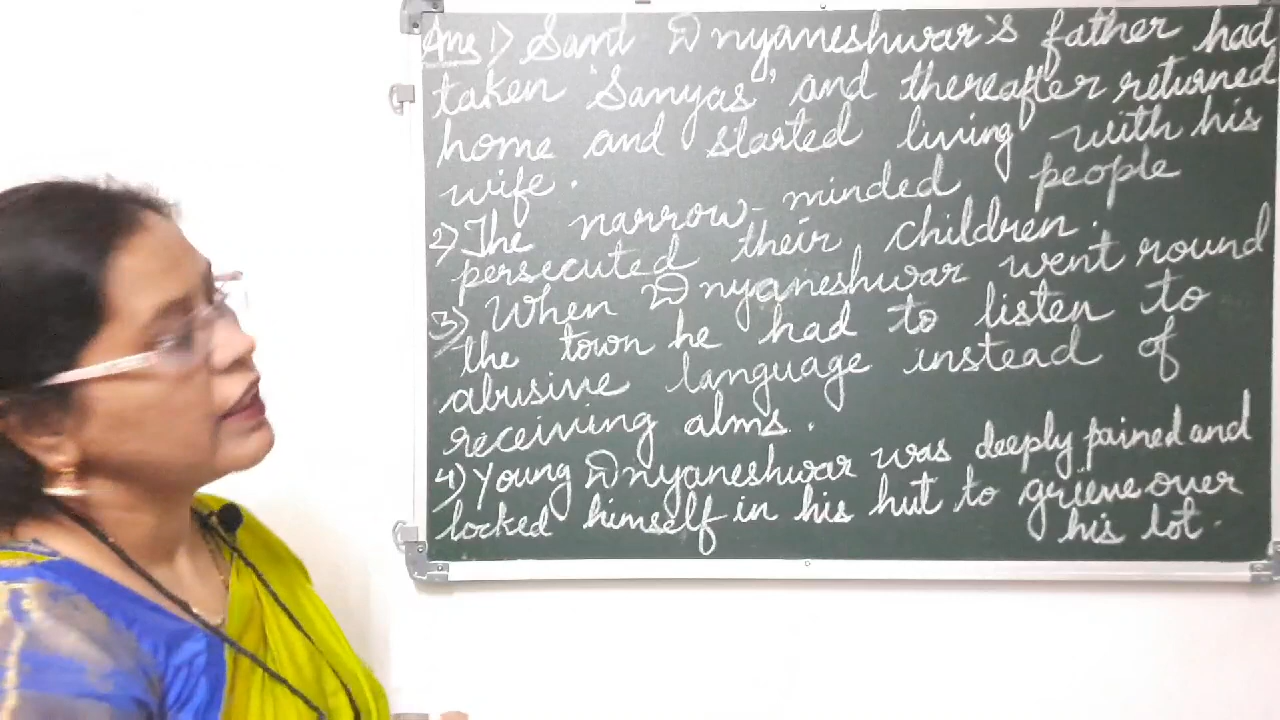 Ans 1) Sant Dnyaneshwar's father had
taken 'Sanyas' and thereafter returned
home and started living with his
wife.
2) The narrow-minded people
persecuted their children.
3) When Dnyaneshwar went round
the town he had to listen to
abusive language instead of
receiving alms.
4) Young Dnyaneshwar was deeply pained and
locked himself in his hut to grieve over
his lot.